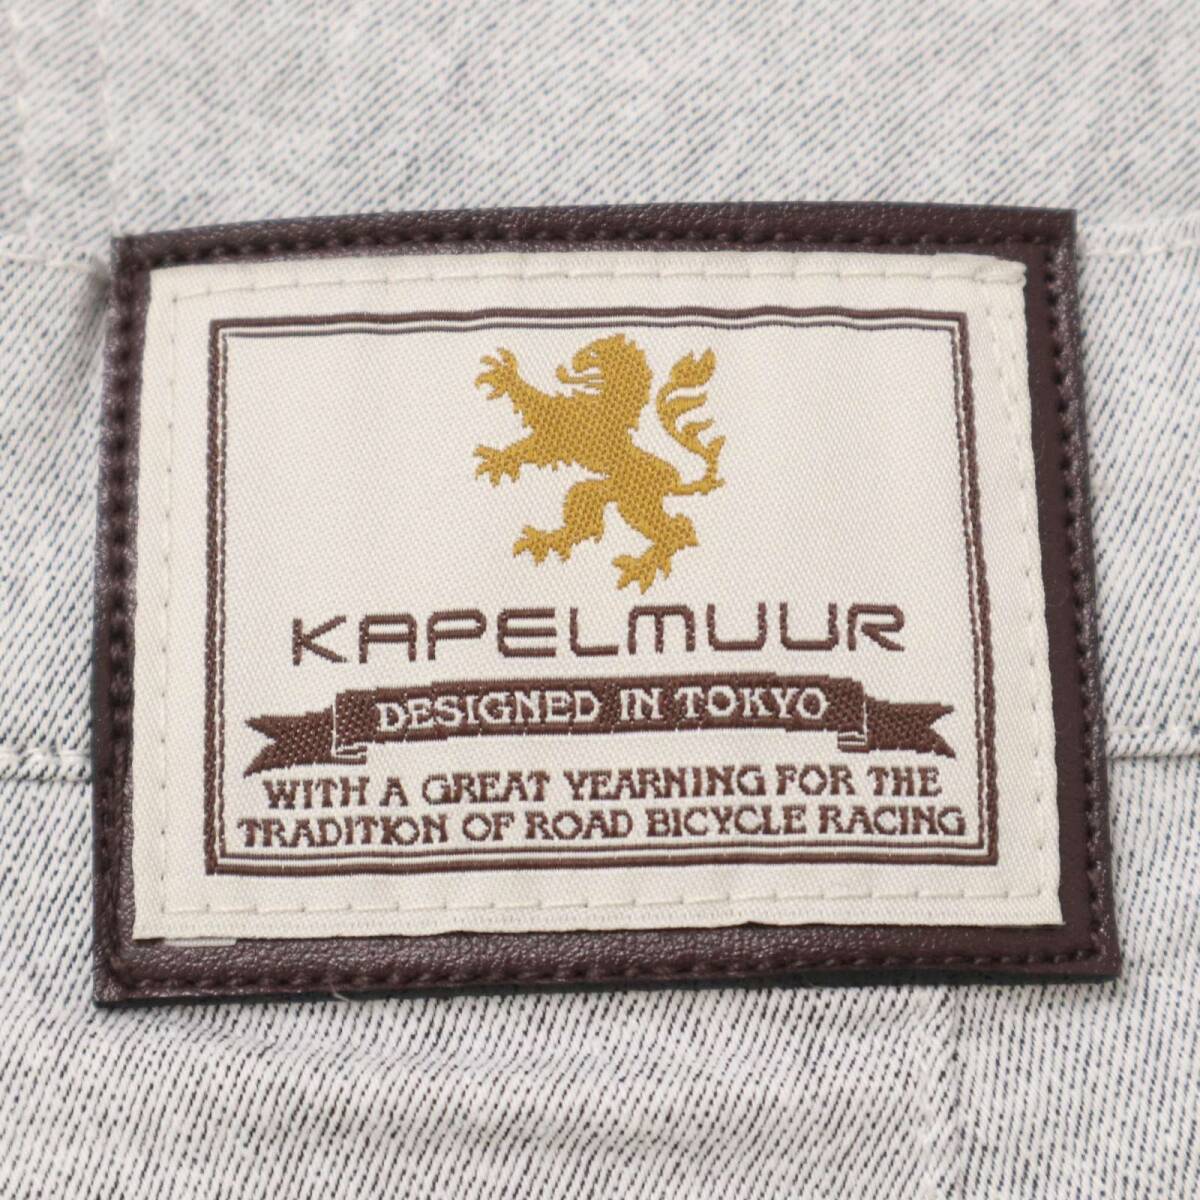 KAPELMUUR
DESIGNED IN TOKYO
WITH A GREAT YEARNING FOR THE
TRADITION OF ROAD BICYCLE RACING